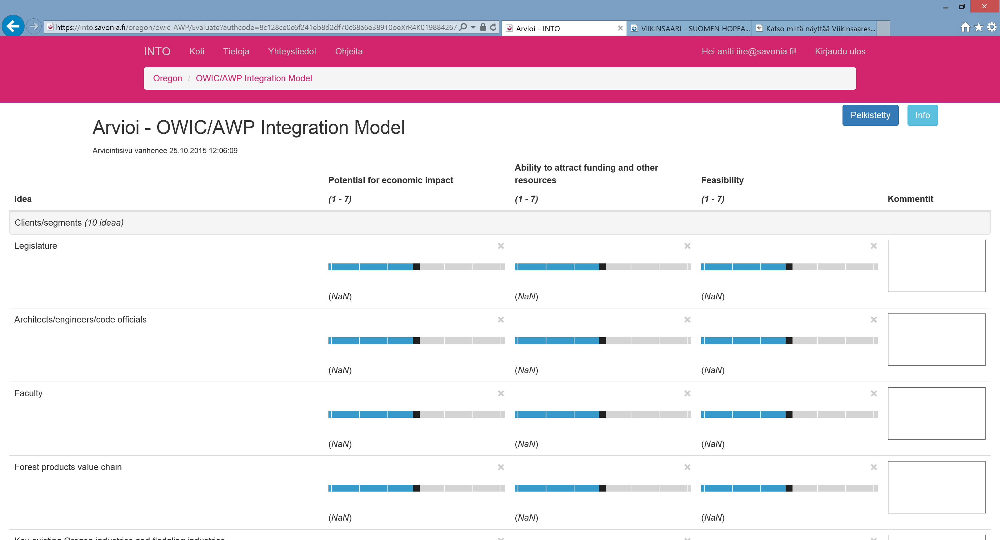 https://into.savonia.fi/oregon/owic_AWP/Evaluate?authcode=8c128ce0c6f241eb8d2df70c68a6e389T0oeXrR4K019884267
Arvioi - INTO
VIIKINSAARI - SUOMEN HOPEA...
Katso miltä näyttää Viikinsaares...
INTO Koti Tietoja Yhteystiedot Ohjeita Hei antti.iire@savonia.fi! Kirjaudu ulos
Oregon / OWIC/AWP Integration Model
Pelkistetty Info
Arvioi - OWIC/AWP Integration Model
Arviointisivu vanhenee 25.10.2015 12:06:09
Idea
Potential for economic impact
(1 - 7)
Ability to attract funding and other
resources
(1 - 7)
Feasibility
(1 - 7)
Kommentit
Clients/segments (10 ideaa)
Legislature
(NaN) (NaN) (NaN)
Architects/engineers/code officials
(NaN) (NaN) (NaN)
Faculty
(NaN) (NaN) (NaN)
Forest products value chain
(NaN) (NaN) (NaN)
Key existing Oregon industries and fledgling industries